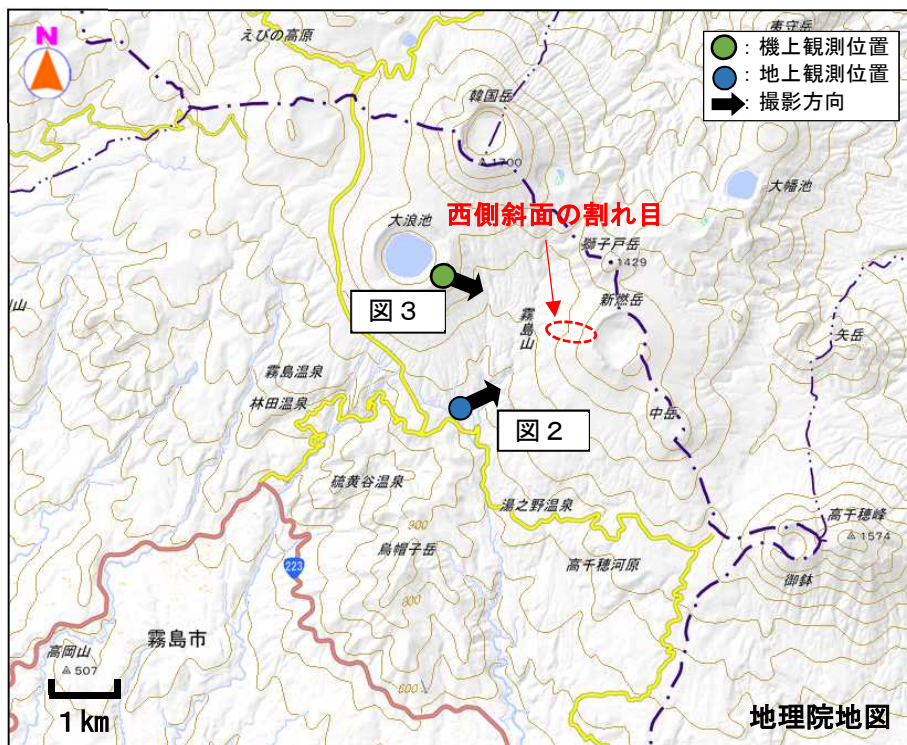 N
えびの高原
夷守岳
：機上観測位置
：地上観測位置
：撮影方向
韓国岳
1700
大幡池
大浪池
西側斜面の割れ目
獅子戸岳
1429
図３
新燃岳
霧島山
矢岳
霧島温泉
林田温泉
中岳
図２
硫黄谷温泉
湯之野温泉
900
烏帽子岳
高千穂峰
1574
高千穂河原
御鉢
223
800
霧島市
高岡山
507
600
1km
地理院地図